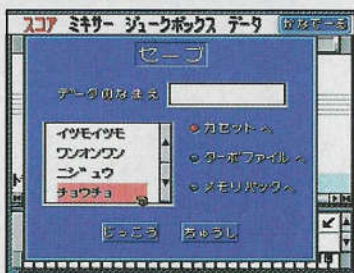 スコア ミキサー ジュークボックス データ かなでーる
セーブ
データのなまえ
イツモイツモ
ワンオンワン
ニジュウ
チョウチョ
カセットへ
ターボファイルへ
メモリパックへ
じっこう ちゅうし